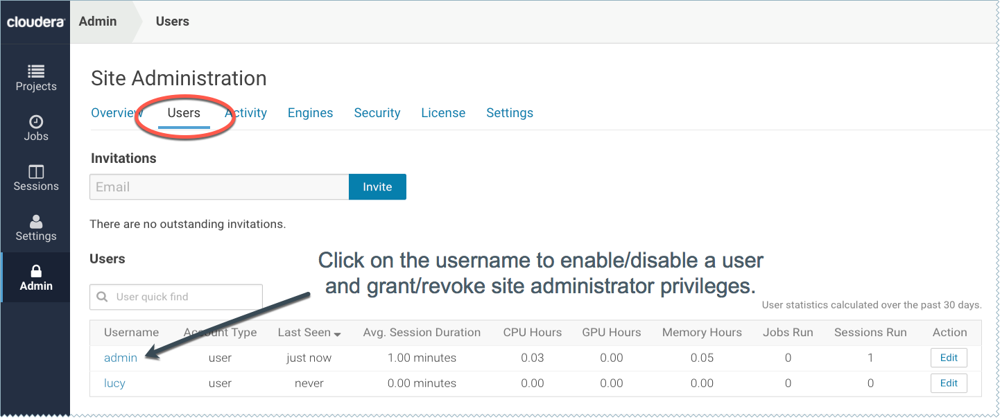 cloudera
Admin Users
Projects
Jobs
Sessions
Settings
Admin
Site Administration
Overview Users Activity Engines Security License Settings
Invitations
Email Invite
There are no outstanding invitations.
Users
Click on the username to enable/disable a user
and grant/revoke site administrator privileges.
User quick find
User statistics calculated over the past 30 days.
Username Account Type Last Seen Avg. Session Duration CPU Hours GPU Hours Memory Hours Jobs Run Sessions Run Action
admin user just now 1.00 minutes 0.03 0.00 0.05 0 1 Edit
lucy user never 0.00 minutes 0.00 0.00 0.00 0 0 Edit